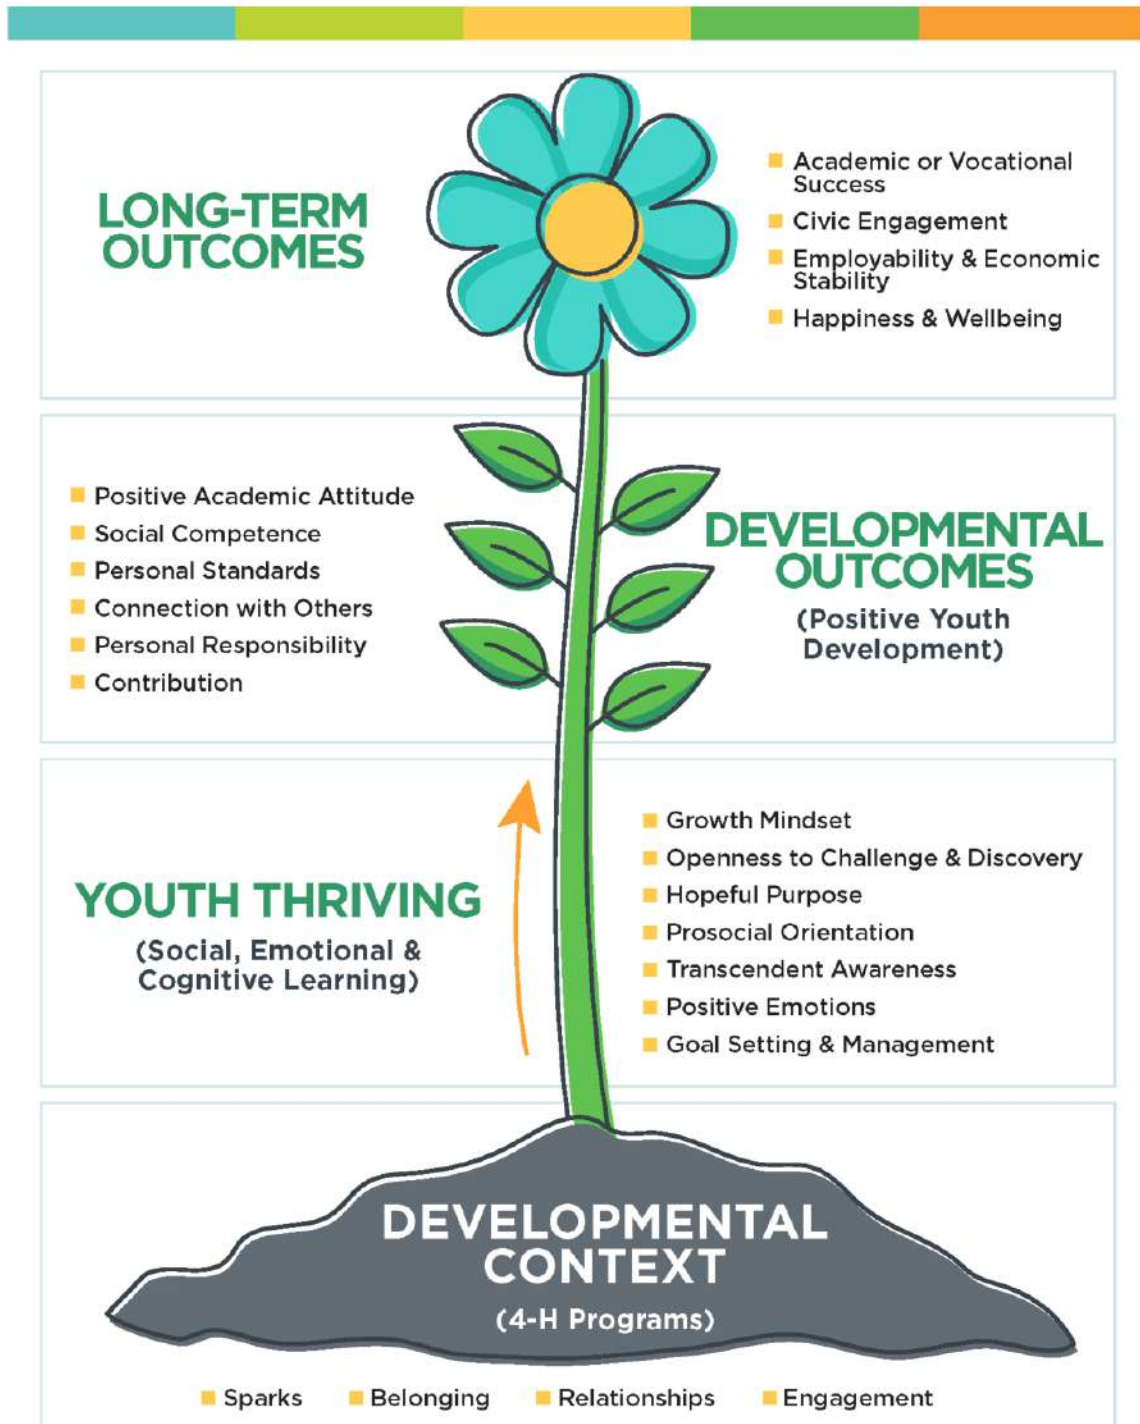 LONG-TERM
OUTCOMES
Academic or Vocational
Success
Civic Engagement
Employability & Economic
Stability
Happiness & Wellbeing
Positive Academic Attitude
Social Competence
Personal Standards
Connection with Others
Personal Responsibility
Contribution
DEVELOPMENTAL
OUTCOMES
(Positive Youth
Development)
YOUTH THRIVING
(Social, Emotional &
Cognitive Learning)
Growth Mindset
Openness to Challenge & Discovery
Hopeful Purpose
Prosocial Orientation
Transcendent Awareness
Positive Emotions
Goal Setting & Management
DEVELOPMENTAL
CONTEXT
(4-H Programs)
Sparks Belonging Relationships Engagement